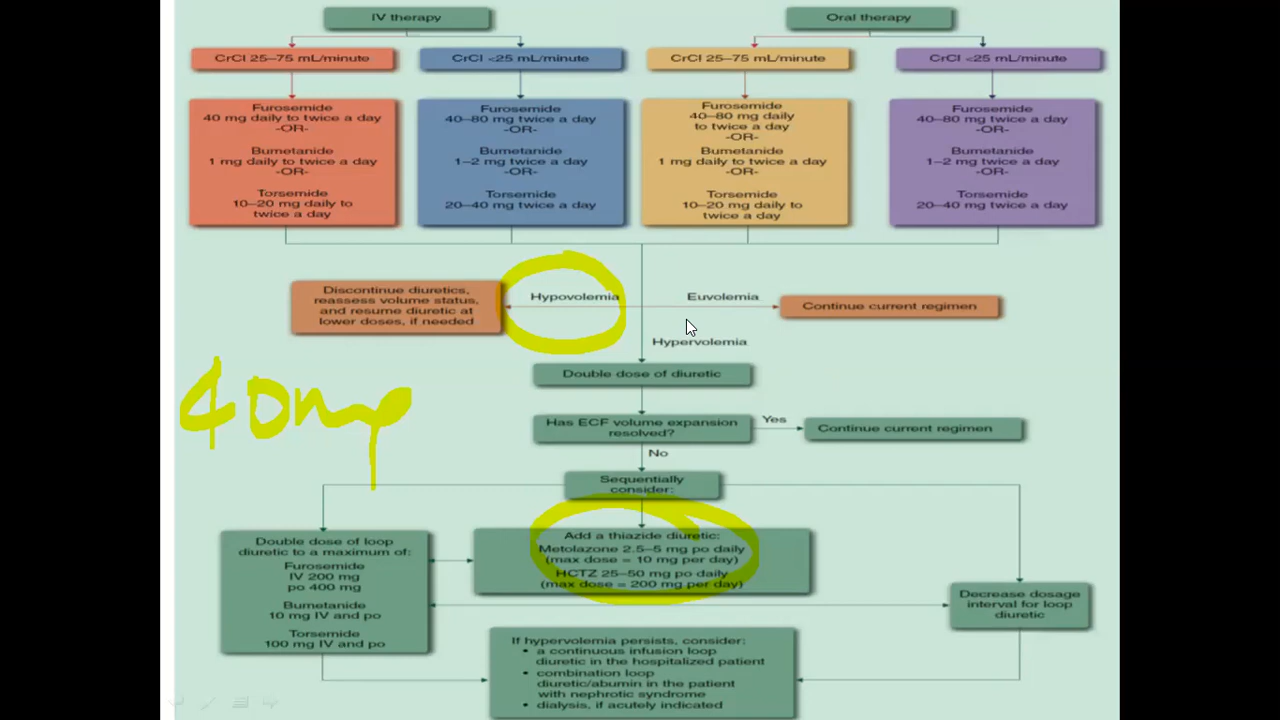 IV therapy
Oral therapy
CrCl 25–75 mL/minute
CrCl <25 mL/minute
CrCl 25–75 mL/minute
CrCl <25 mL/minute
Furosemide
40 mg daily to twice a day
-OR-
Bumetanide
1 mg daily to twice a day
-OR-
Torsemide
10–20 mg daily to
twice a day
Furosemide
40–80 mg twice a day
-OR-
Bumetanide
1–2 mg twice a day
-OR-
Torsemide
20–40 mg twice a day
Furosemide
40–80 mg daily
to twice a day
-OR-
Bumetanide
1 mg daily to twice a day
-OR-
Torsemide
10–20 mg daily to
twice a day
Furosemide
40–80 mg twice a day
-OR-
Bumetanide
1–2 mg twice a day
-OR-
Torsemide
20–40 mg twice a day
Discontinue diuretics,
reassess volume status,
and resume diuretic at
lower doses, if needed
Hypovolemia
Euvolemia
Continue current regimen
Hypervolemia
40mg
Double dose of diuretic
Has ECF volume expansion
resolved?
Yes
Continue current regimen
No
Sequentially
consider:
Double dose of loop
diuretic to a maximum of:
Furosemide
IV 200 mg
po 400 mg
Bumetanide
10 mg IV and po
Torsemide
100 mg IV and po
Add a thiazide diuretic:
Metolazone 2.5–5 mg po daily
(max dose = 10 mg per day)
HCTZ 25–50 mg po daily
(max dose = 200 mg per day)
Decrease dosage
interval for loop
diuretic
If hypervolemia persists, consider:
• a continuous infusion loop
diuretic in the hospitalized patient
• combination loop
diuretic/abumin in the patient
with nephrotic syndrome
• dialysis, if acutely indicated